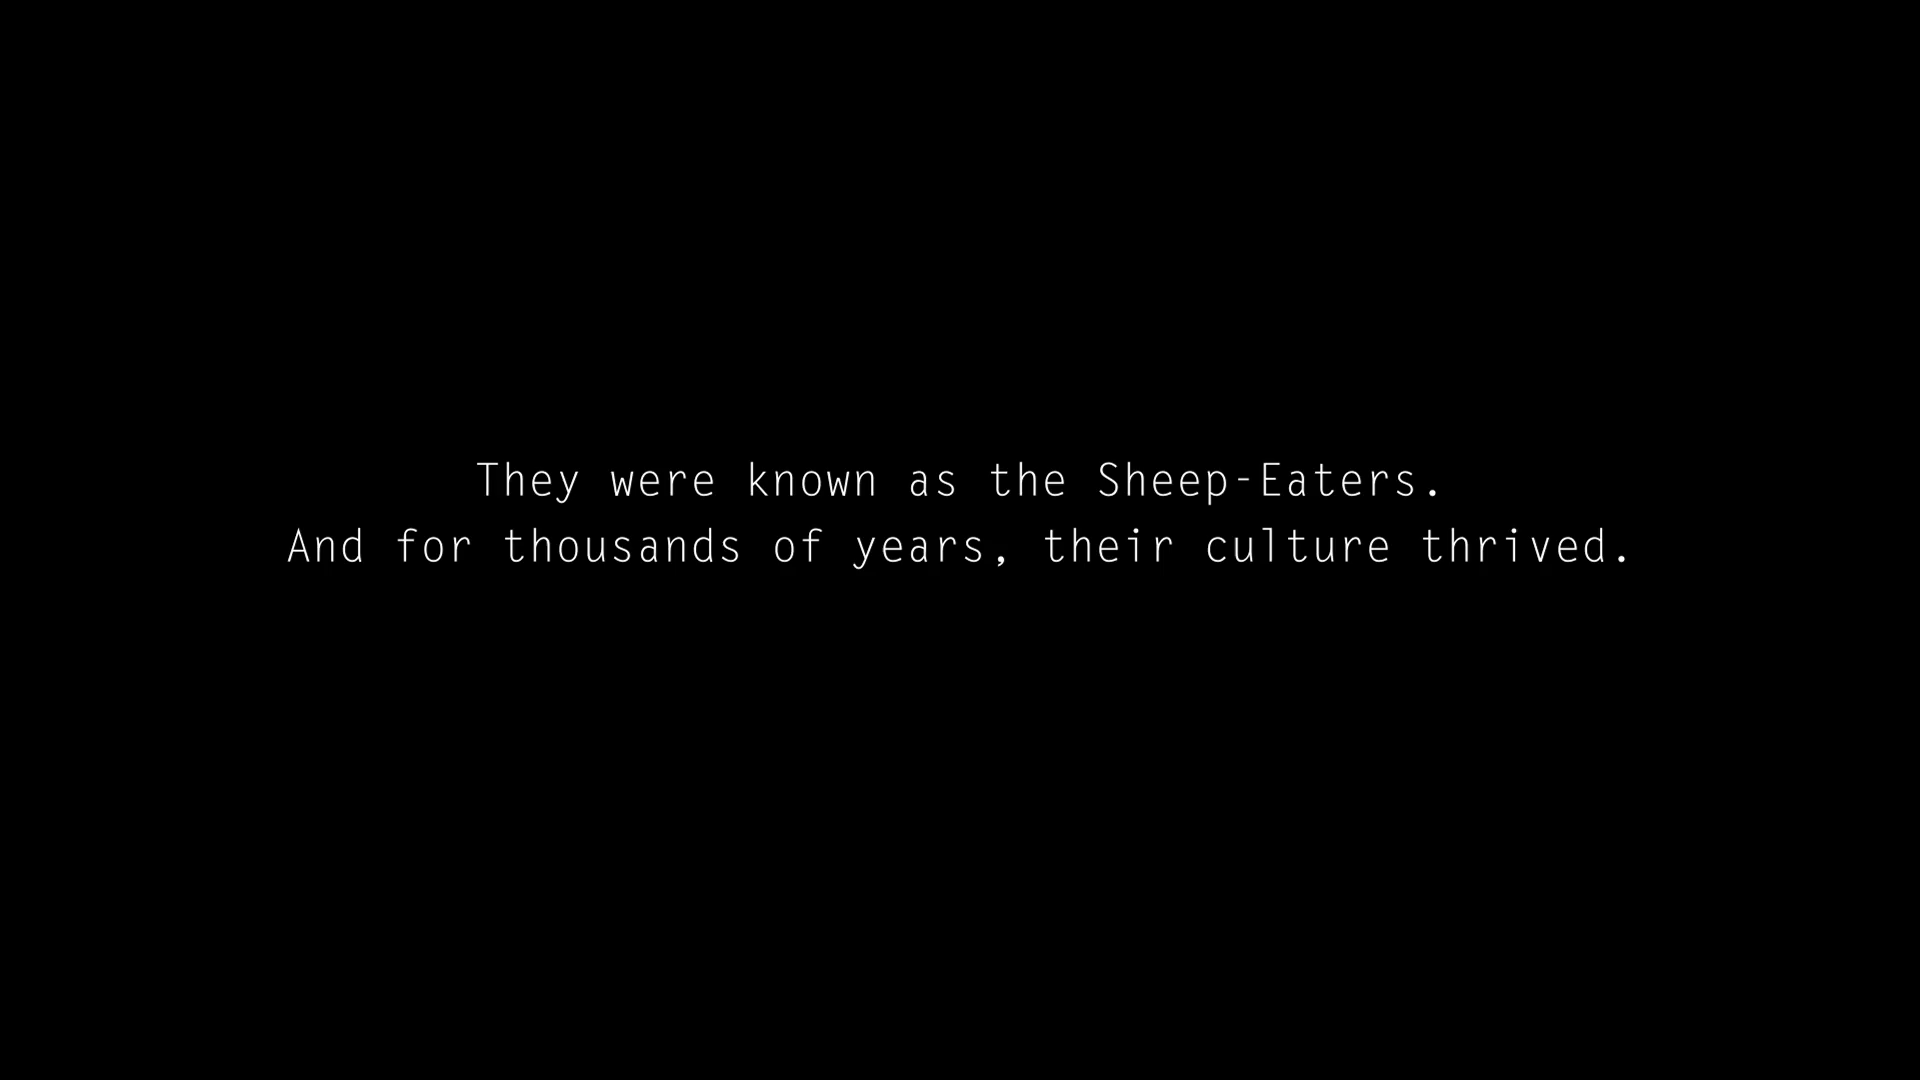 They were known as the Sheep-Eaters.
And for thousands of years, their culture thrived.